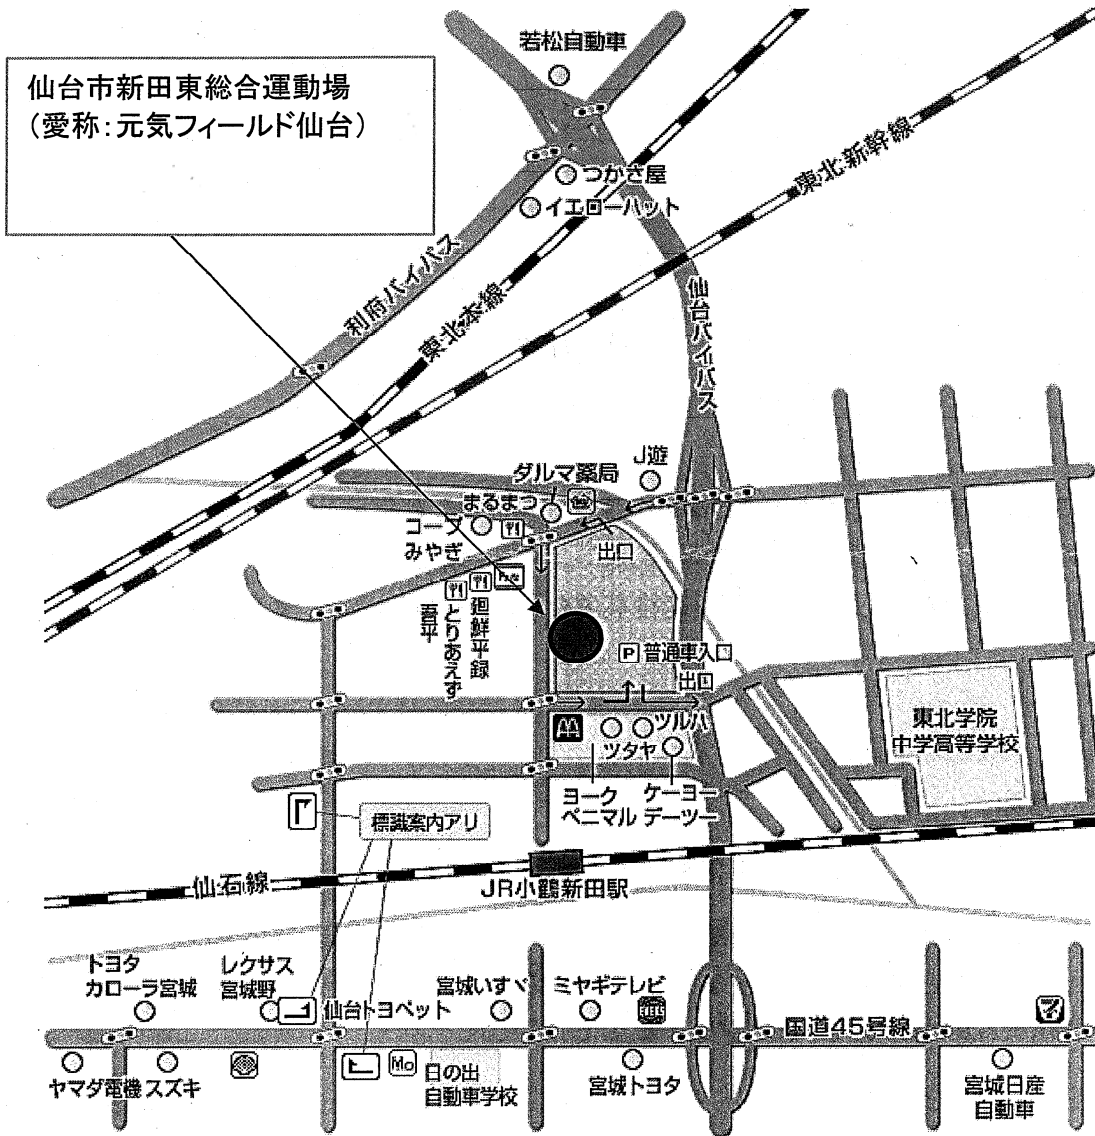 若松自動車
仙台市新田東総合運動場
（愛称：元気フィールド仙台）
つかさ屋
イエローハット
東北新幹線
利府バイパス
東北本線
仙台バイパス
J遊
ダルマ薬局
まるまつ
コープ
みやぎ
出口
廻鮮平録
とりあえず
吾平
P 普通車入口
出口
東北学院
中学高等学校
ツルハ
ツタヤ
ヨーク
ベニマル
ケーヨー
デーツー
標識案内アリ
仙石線
JR小鶴新田駅
トヨタ
カローラ宮城
レクサス
宮城野
仙台トヨペット
宮城いすゞ
ミヤギテレビ
国道45号線
ヤマダ電機
スズキ
日の出
自動車学校
宮城トヨタ
宮城日産
自動車